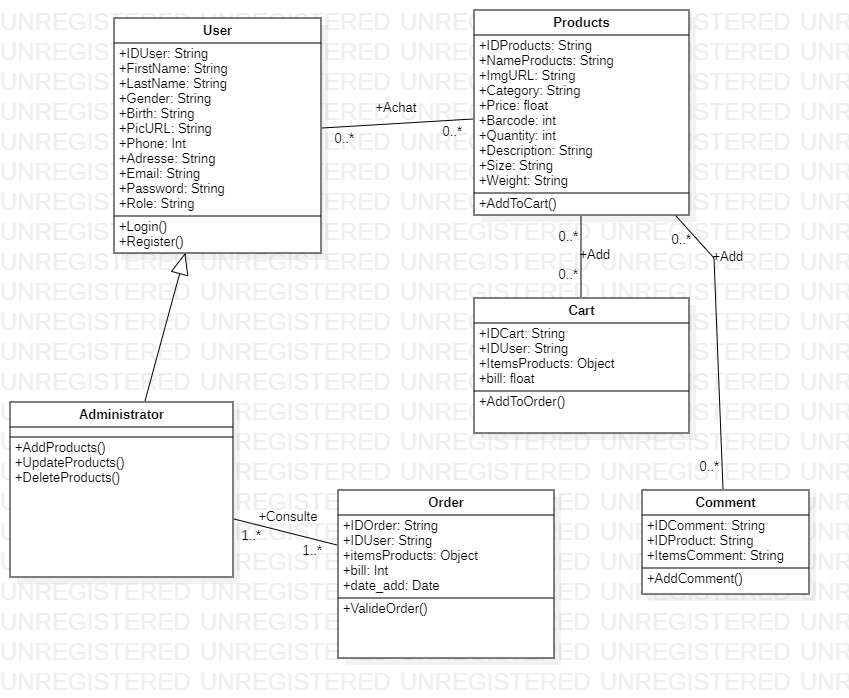 User
+IDUser: String
+FirstName: String
+LastName: String
+Gender: String
+Birth: String
+PicURL: String
+Phone: Int
+Adresse: String
+Email: String
+Password: String
+Role: String
+Login()
+Register()
+Achat
0..*
0..*
Products
+IDProducts: String
+NameProducts: String
+ImgURL: String
+Category: String
+Price: float
+Barcode: int
+Quantity: int
+Description: String
+Size: String
+Weight: String
+AddToCart()
0..*
+Add
0..*
0..*
+Add
0..*
Cart
+IDCart: String
+IDUser: String
+ItemsProducts: Object
+bill: float
+AddToOrder()
Administrator
+AddProducts()
+UpdateProducts()
+DeleteProducts()
+Consulte
1..*
1..*
Order
+IDOrder: String
+IDUser: String
+itemsProducts: Object
+bill: Int
+date_add: Date
+ValideOrder()
Comment
+IDComment: String
+IDProduct: String
+ItemsComment: String
+AddComment()
UNREGISTERED